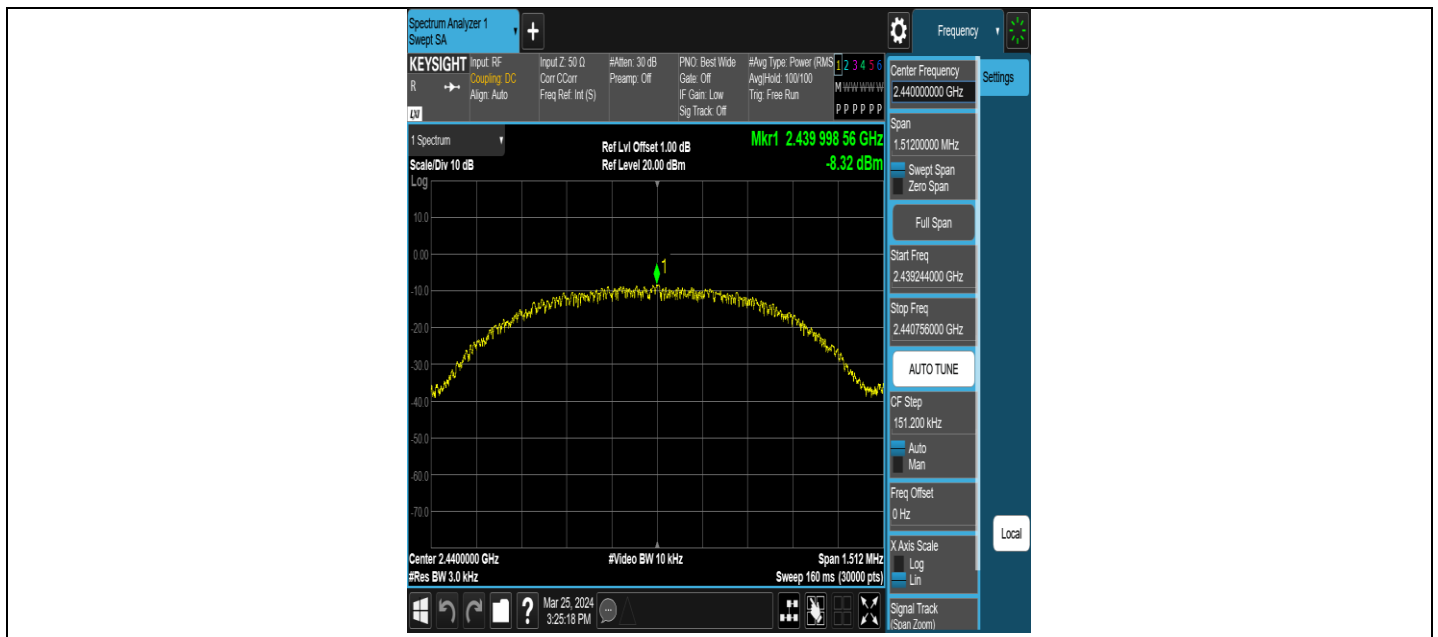 Spectrum Analyzer 1
Swept SA
+
Frequency
KEYSIGHT
R
LXI
Input: RF
Coupling: DC
Align: Auto
Input Z: 50 Ω
Corr CCorr
Freq Ref: Int (S)
#Atten: 30 dB
Preamp: Off
PNO: Best Wide
Gate: Off
IF Gain: Low
Sig Track: Off
#Avg Type: Power (RMS
Avg|Hold: 100/100
Trig: Free Run
1 2 3 4 5 6
M W W W W W
P P P P P P
1 Spectrum
Scale/Div 10 dB
Log
Ref Lvl Offset 1.00 dB
Ref Level 20.00 dBm
Mkr1 2.439 998 56 GHz
-8.32 dBm
10.0
0.00
-10.0
-20.0
-30.0
-40.0
-50.0
-60.0
-70.0
1
Center 2.4400000 GHz
#Res BW 3.0 kHz
#Video BW 10 kHz
Span 1.512 MHz
Sweep 160 ms (30000 pts)
Center Frequency
2.440000000 GHz
Settings
Span
1.51200000 MHz
Swept Span
Zero Span
Full Span
Start Freq
2.439244000 GHz
Stop Freq
2.440756000 GHz
AUTO TUNE
CF Step
151.200 kHz
Auto
Man
Freq Offset
0 Hz
X Axis Scale
Log
Lin
Signal Track
(Span Zoom)
Local
?
Mar 25, 2024
3:25:18 PM